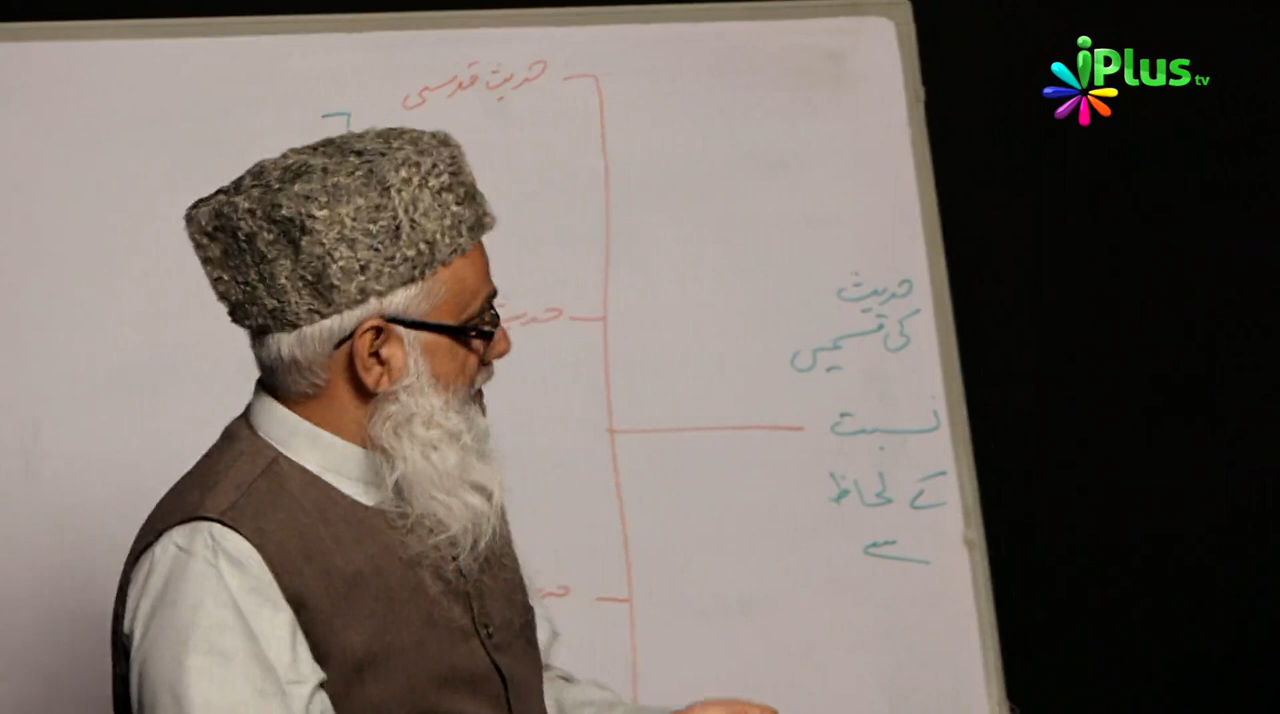 iPlus tv
حدیث قدسی
حدیث
کی قسمیں
نسبت
کے لحاظ
سے